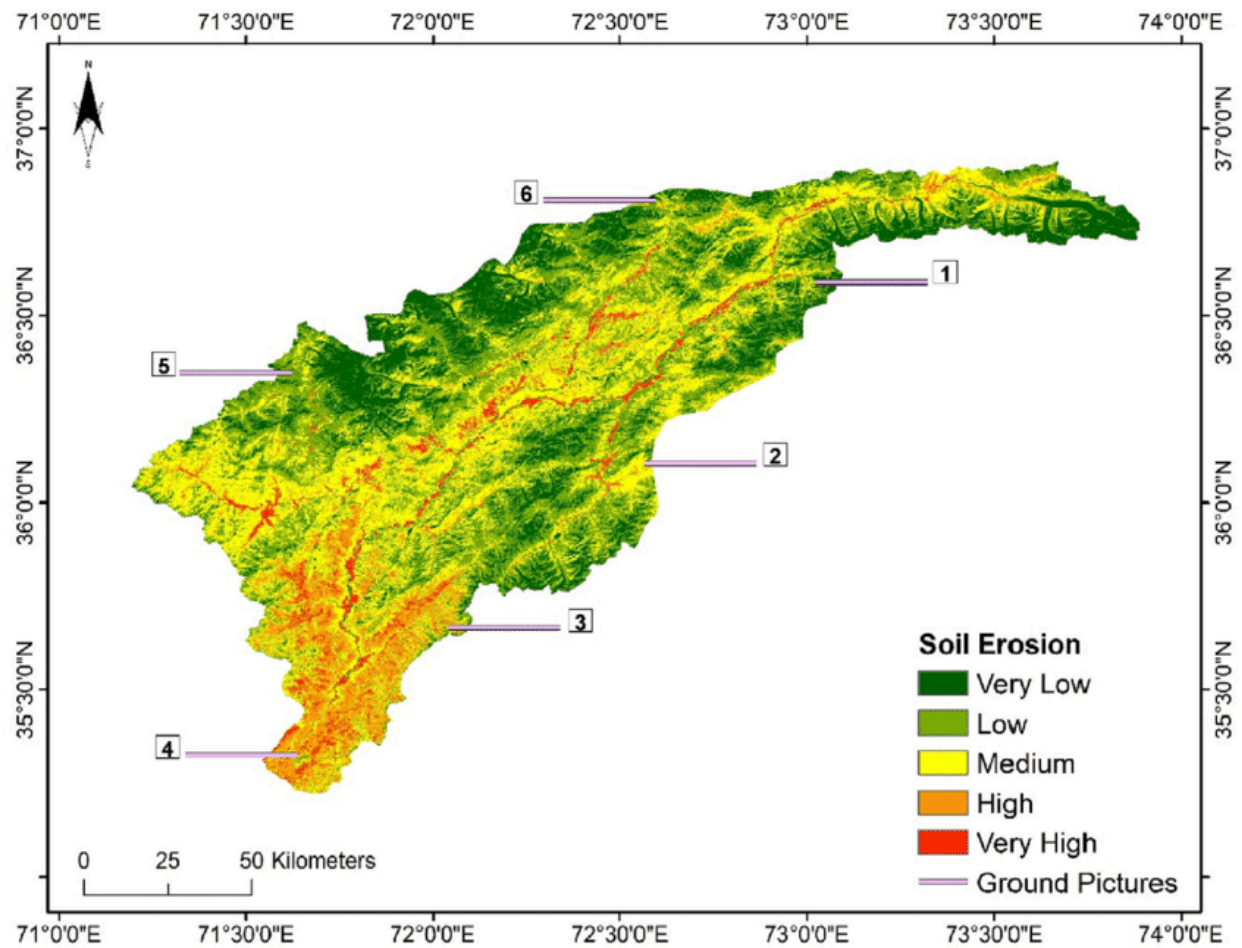 71°0'0"E 71°30'0"E 72°0'0"E 72°30'0"E 73°0'0"E 73°30'0"E 74°0'0"E
N
S
37°0'0"N
37°0'0"N
6
1
36°30'0"N
36°30'0"N
5
2
36°0'0"N
36°0'0"N
3
35°30'0"N
35°30'0"N
4
Soil Erosion
Very Low
Low
Medium
High
Very High
Ground Pictures
0 25 50 Kilometers
71°0'0"E 71°30'0"E 72°0'0"E 72°30'0"E 73°0'0"E 73°30'0"E 74°0'0"E